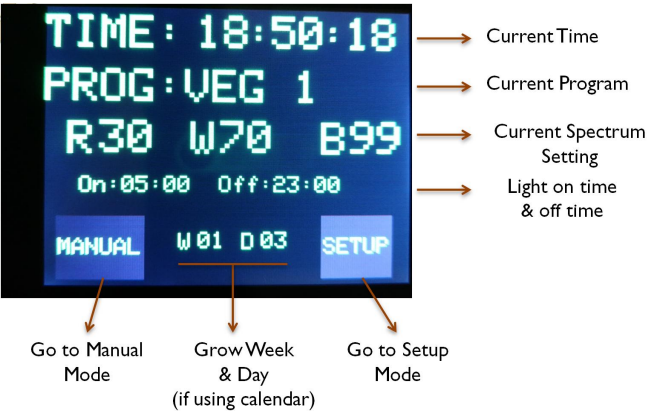 TIME: 18:50:18
Current Time
PROG:VEG 1
Current Program
R30 W70 B99
Current Spectrum
Setting
On:05:00 Off:23:00
Light on time
& off time
MANUAL
W01 D03
SETUP
Go to Manual
Mode
Grow Week
& Day
(if using calendar)
Go to Setup
Mode